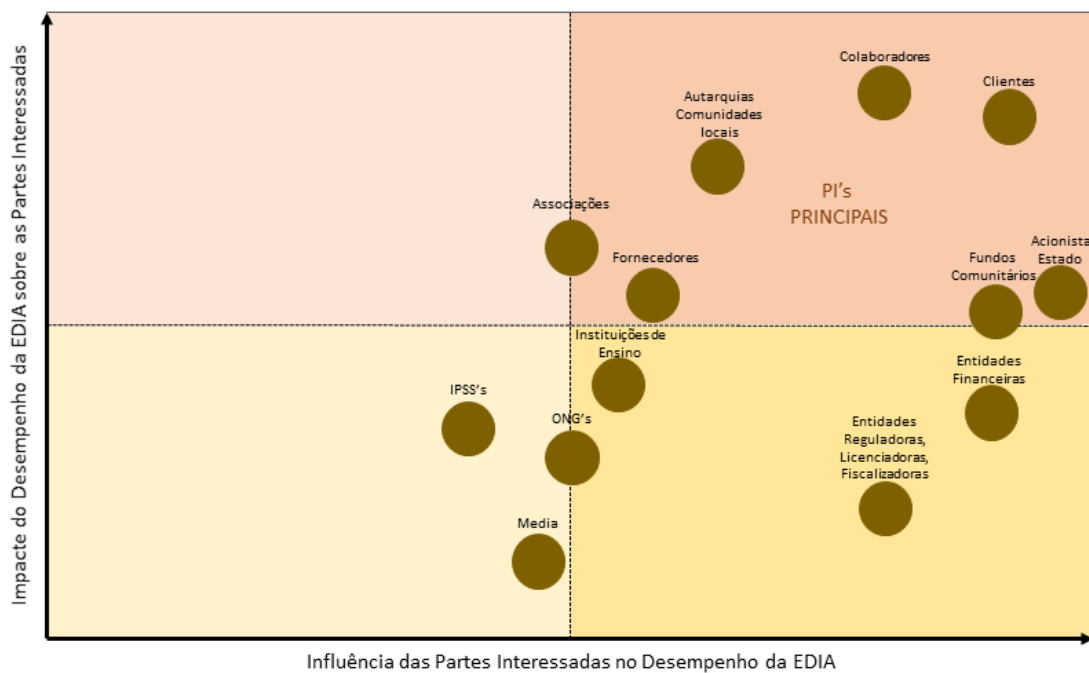 Impacte do Desempenho da EDIA sobre as Partes Interessadas
Colaboradores
Clientes
Autarquias
Comunidades
locais
PI's
PRINCIPAIS
Associações
Fornecedores
Fundos
Comunitários
Acionista
Estado
Instituições de
Ensino
IPSS's
ONG's
Entidades
Financeiras
Entidades
Reguladoras,
Licenciadoras,
Fiscalizadoras
Media
Influência das Partes Interessadas no Desempenho da EDIA